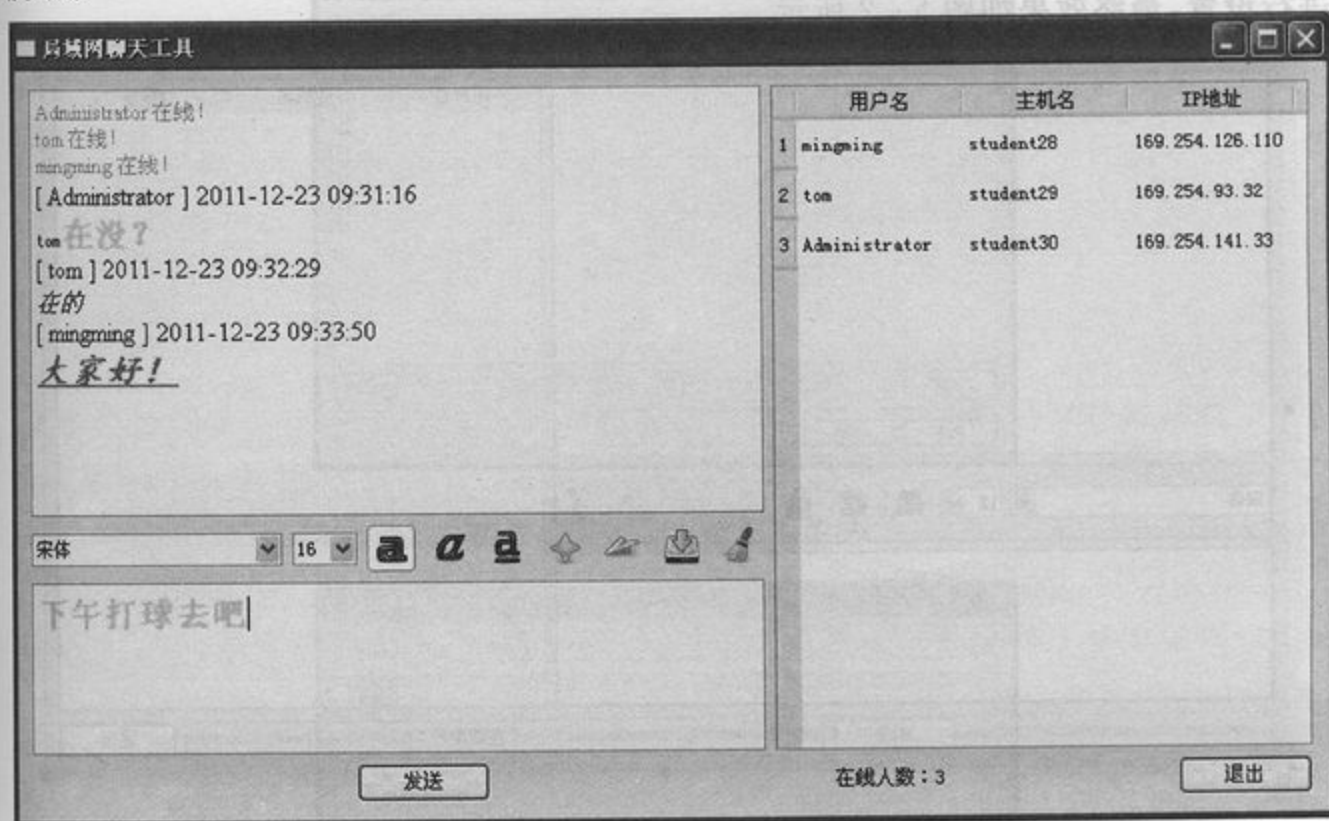 局域网聊天工具
Administrator 在线！
tom 在线！
mingming 在线！
[ Administrator ] 2011-12-23 09:31:16
tom 在没？
[ tom ] 2011-12-23 09:32:29
在的
[ mingming ] 2011-12-23 09:33:50
大家好！
宋体 16 a a a
下午打球去吧
发送
用户名 主机名 IP地址
1 mingming student28 169.254.126.110
2 tom student29 169.254.93.32
3 Administrator student30 169.254.141.33
在线人数：3
退出